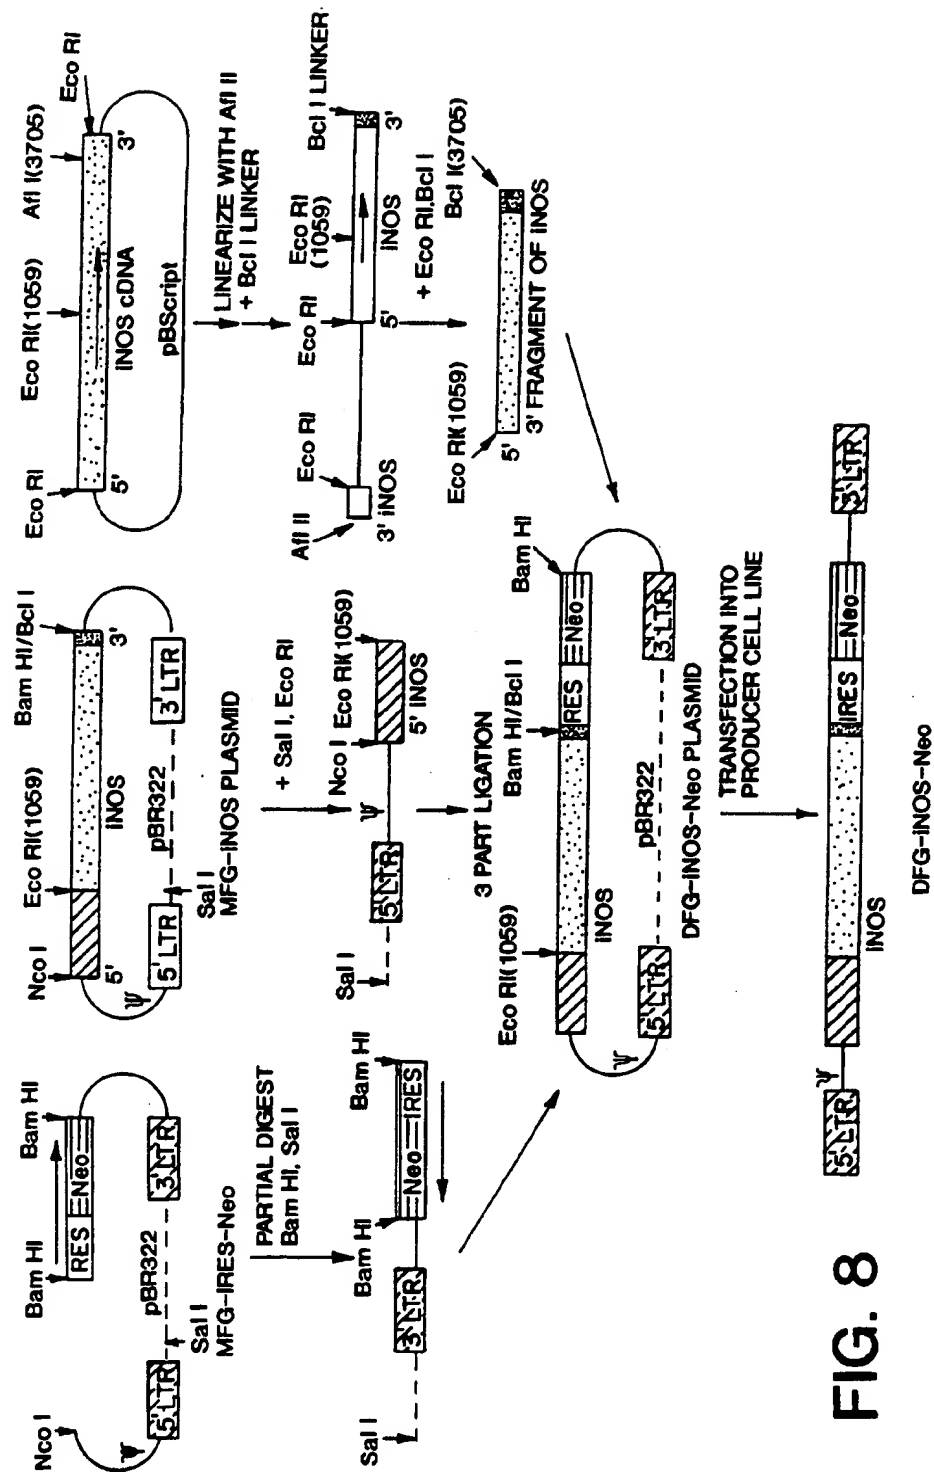 Nco I
Bam HI
Bam HI
RES
Neo
Ψ
5' LTR
pBR322
3' LTR
Sal I
MFG-IRES-Neo
PARTIAL DIGEST
Bam HI, Sal I
Sal I
3' LTR
Bam HI
Neo
IRES
Bam HI
Nco I
Eco RI(1059)
Bam HI/Bcl I
5'
iNOS
3'
Ψ
5' LTR
pBR322
3' LTR
Sal I
MFG-iNOS PLASMID
+ Sal I, Eco RI
Sal I
5' LTR
Ψ
Nco I
Eco RI(1059)
5' iNOS
3 PART LIGATION
Eco RI
Eco RI(1059)
Afl I(3705)
Eco RI
5'
iNOS cDNA
3'
pBScript
LINEARIZE WITH Afl II
+ Bcl I LINKER
Afl II
Eco RI
3' iNOS
Eco RI
Eco RI
(1059)
Bcl I LINKER
5'
iNOS
3'
+ Eco RI,Bcl I
Eco RI(1059)
Bcl I(3705)
5'
3' FRAGMENT OF iNOS
Eco RI(1059)
Bam HI/Bcl I
Bam HI
iNOS
RES
Neo
Ψ
5' LTR
pBR322
3' LTR
DFG-iNOS-Neo PLASMID
TRANSFECTION INTO
PRODUCER CELL LINE
5' LTR
Ψ
iNOS
IRES
Neo
3' LTR
DFG-iNOS-Neo
FIG. 8